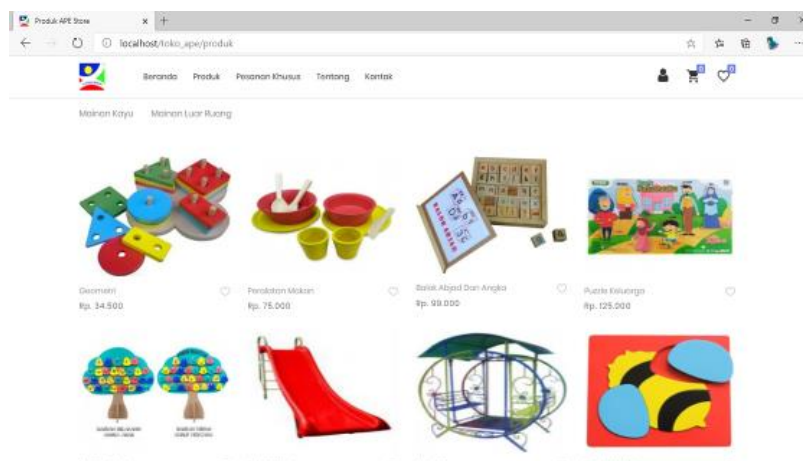 Produk APE Store
localhost/toko_ape/produk
Beranda Produk Pesanan Khusus Tentang Kontak
0 0
Mainan Kayu Mainan Luar Ruang
Geometri Peralatan Makan Balok Abjad Dan Angka Puzzle Keluarga
Rp. 34.500 Rp. 75.000 Rp. 99.000 Rp. 125.000